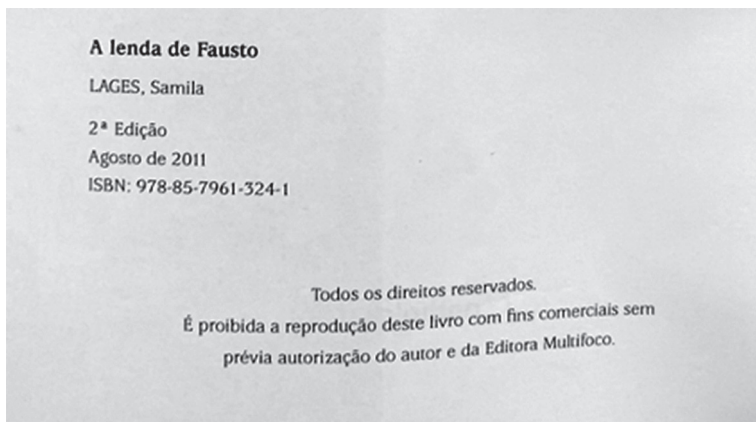 A lenda de Fausto
LAGES, Samila
2ª Edição
Agosto de 2011
ISBN: 978-85-7961-324-1
Todos os direitos reservados.
É proibida a reprodução deste livro com fins comerciais sem
prévia autorização do autor e da Editora Multifoco.